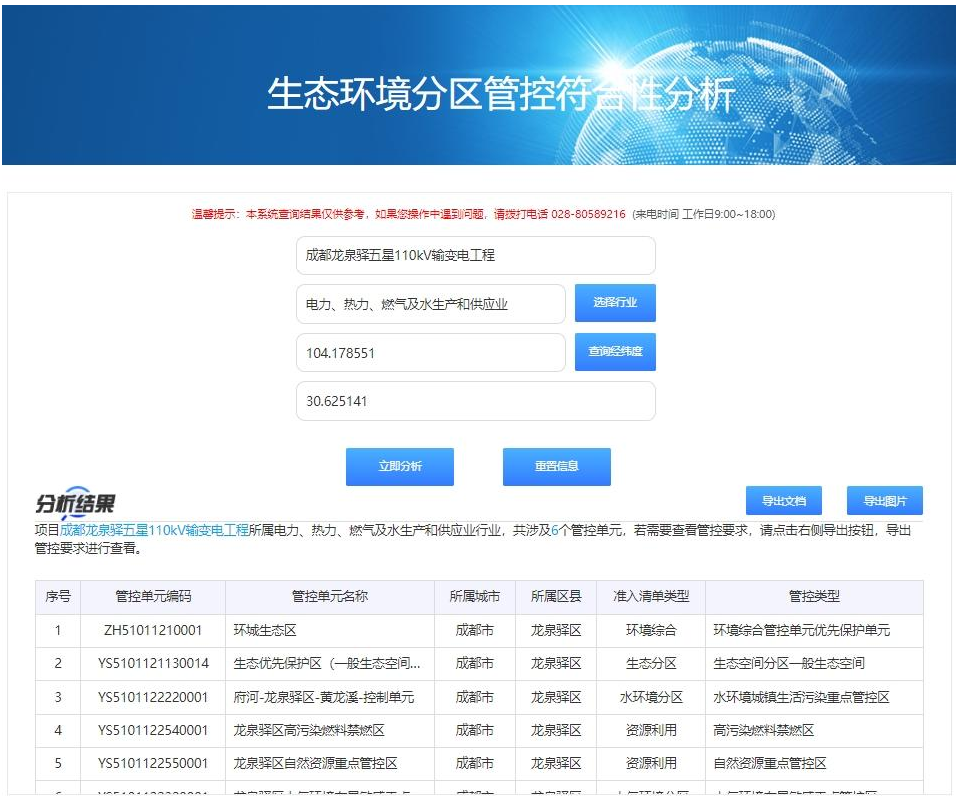 生态环境分区管控符合性分析
温馨提示：本系统查询结果仅供参考，如果您操作中遇到问题，请拨打电话 028-80589216 (来电时间 工作日9:00~18:00)
成都龙泉驿五星110kV输变电工程
电力、热力、燃气及水生产和供应业 选择行业
104.178551 查询经纬度
30.625141
立即分析 重置信息
分析结果 导出文档 导出图片
项目成都龙泉驿五星110kV输变电工程所属电力、热力、燃气及水生产和供应业行业，共涉及6个管控单元，若需要查看管控要求，请点击右侧导出按钮，导出
管控要求进行查看。
序号 管控单元编码 管控单元名称 所属城市 所属区县 准入清单类型 管控类型
1 ZH51011210001 环城生态区 成都市 龙泉驿区 环境综合 环境综合管控单元优先保护单元
2 YS5101121130014 生态优先保护区（一般生态空间... 成都市 龙泉驿区 生态分区 生态空间分区一般生态空间
3 YS5101122220001 府河-龙泉驿区-黄龙溪-控制单元 成都市 龙泉驿区 水环境分区 水环境城镇生活污染重点管控区
4 YS5101122540001 龙泉驿区高污染燃料禁燃区 成都市 龙泉驿区 资源利用 高污染燃料禁燃区
5 YS5101122550001 龙泉驿区自然资源重点管控区 成都市 龙泉驿区 资源利用 自然资源重点管控区